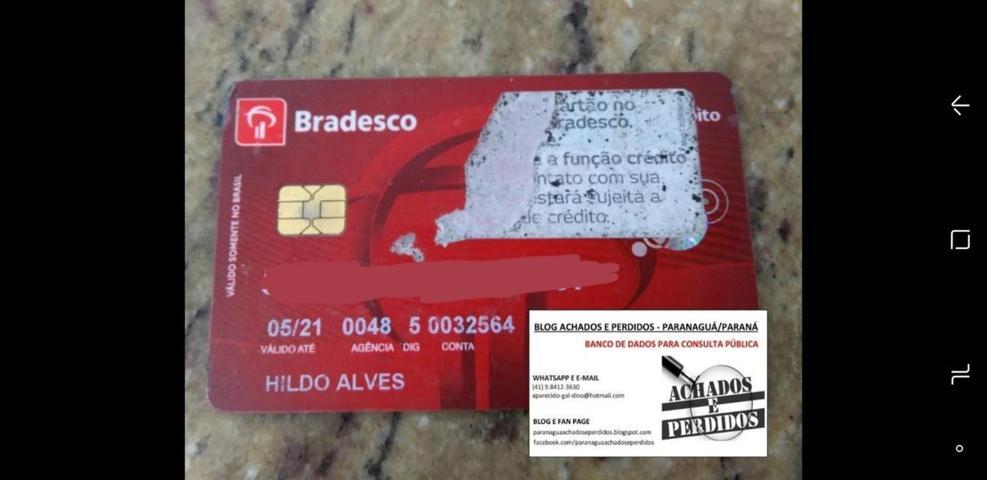 Bradesco
artão no
radesco.
ito
a função crédito
ntato com sua
stará sujeita a
de crédito.
VÁLIDO SOMENTE NO BRASIL
05/21 0048 5 0032564
VÁLIDO ATÉ AGÊNCIA DIG CONTA
HILDO ALVES
BLOG ACHADOS E PERDIDOS - PARANAGUÁ/PARANÁ
BANCO DE DADOS PARA CONSULTA PÚBLICA
WHATSAPP E E-MAIL
(41) 9.8412-3630
aparecido-gal-dino@hotmail.com
BLOG E FAN PAGE
paranaguaachadoseperdidos.blogspot.com
facebook.com/paranaguaachadoseperdidos
ACHADOS
E
PERDIDOS